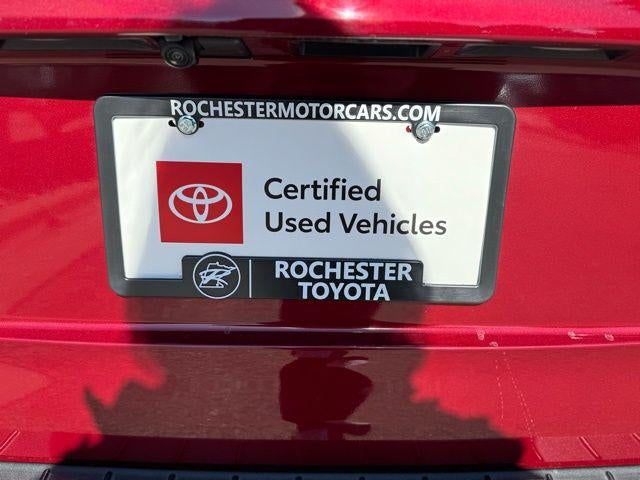 ROCHESTERMOTORCARS.COM
Certified
Used Vehicles
ROCHESTER
TOYOTA